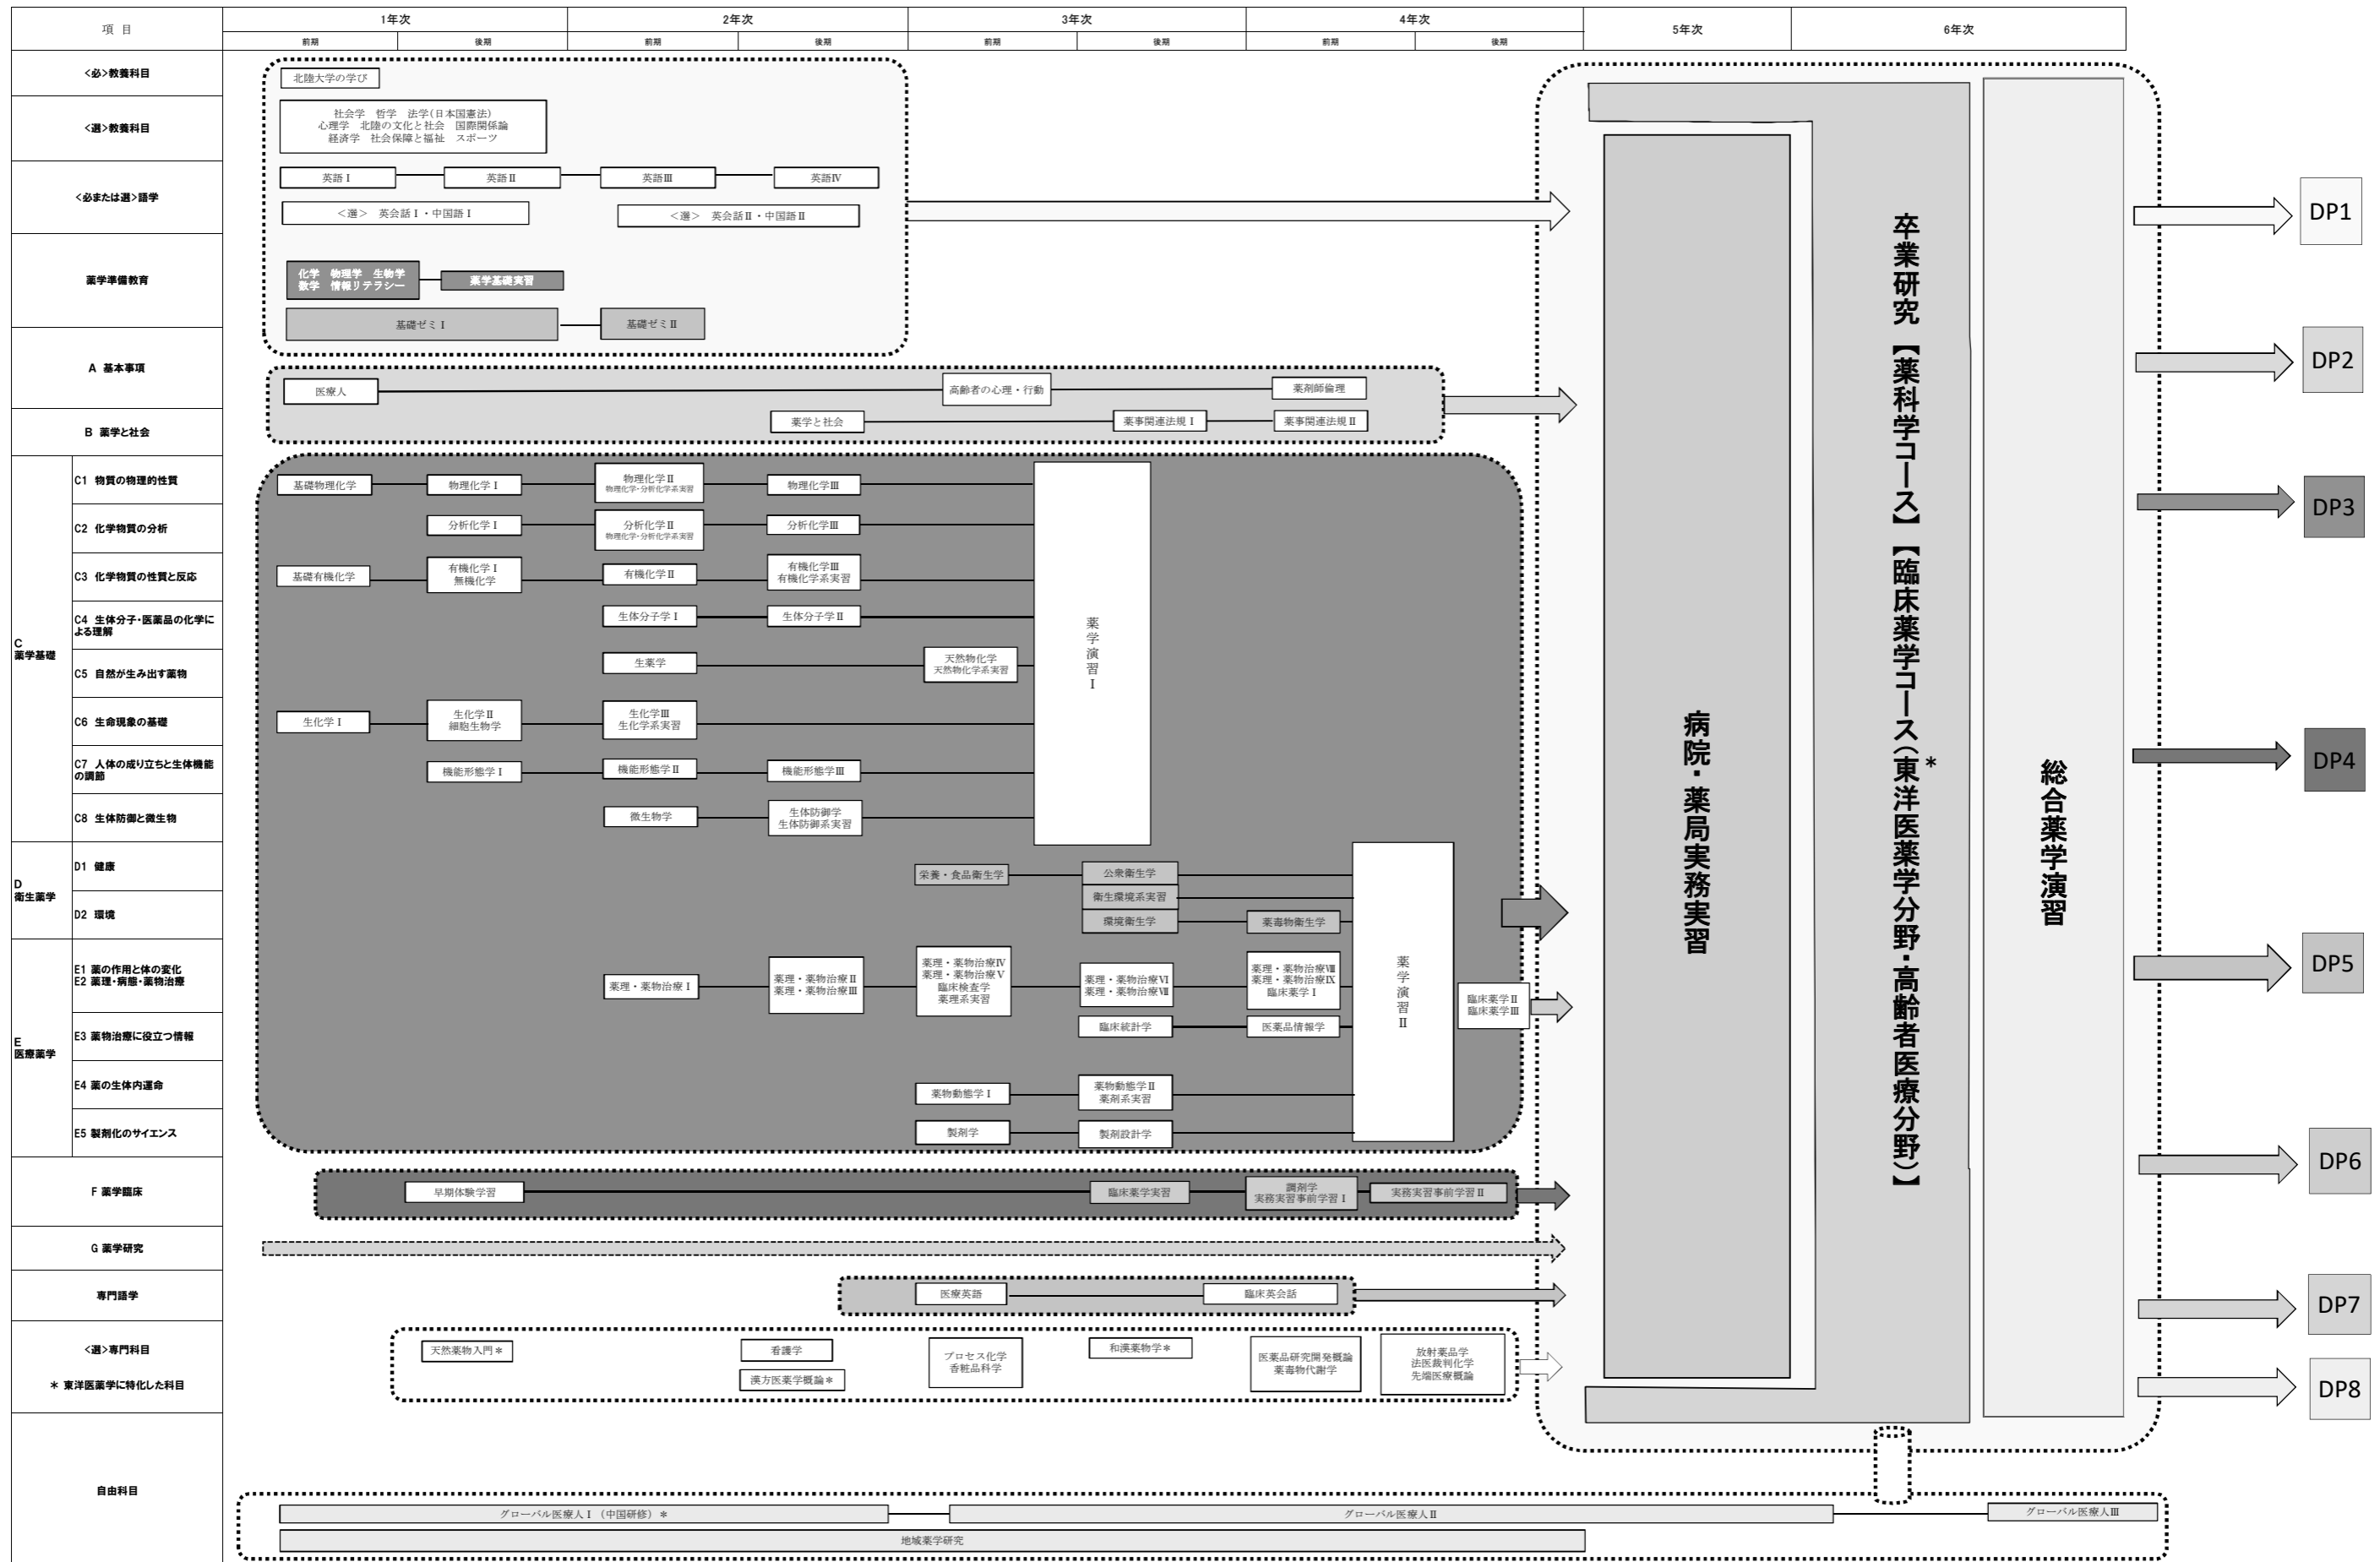 項 目
1年次
2年次
3年次
4年次
5年次
6年次
前期
後期
前期
後期
前期
後期
前期
後期
<必>教養科目
北陸大学の学び
<選>教養科目
社会学 哲学 法学(日本国憲法)
心理学 北陸の文化と社会 国際関係論
経済学 社会保障と福祉 スポーツ
<必または選>語学
英語Ⅰ
英語Ⅱ
英語Ⅲ
英語Ⅳ
<選> 英会話Ⅰ・中国語Ⅰ
<選> 英会話Ⅱ・中国語Ⅱ
薬学準備教育
化学 物理学 生物学
数学 情報リテラシー
薬学基礎実習
基礎ゼミⅠ
基礎ゼミⅡ
A 基本事項
医療人
高齢者の心理・行動
薬剤師倫理
B 薬学と社会
薬学と社会
薬事関連法規Ⅰ
薬事関連法規Ⅱ
C
薬学基礎
C1 物質の物理的性質
基礎物理化学
物理化学Ⅰ
物理化学Ⅱ
物理化学・分析化学系実習
物理化学Ⅲ
C2 化学物質の分析
分析化学Ⅰ
分析化学Ⅱ
物理化学・分析化学系実習
分析化学Ⅲ
C3 化学物質の性質と反応
基礎有機化学
有機化学Ⅰ
無機化学
有機化学Ⅱ
有機化学Ⅲ
有機化学系実習
C4 生体分子・医薬品の化学に
よる理解
生体分子学Ⅰ
生体分子学Ⅱ
C5 自然が生み出す薬物
生薬学
天然物化学
天然物化学系実習
C6 生命現象の基礎
生化学Ⅰ
生化学Ⅱ
細胞生物学
生化学Ⅲ
生化学系実習
C7 人体の成り立ちと生体機能
の調節
機能形態学Ⅰ
機能形態学Ⅱ
機能形態学Ⅲ
C8 生体防御と微生物
微生物学
生体防御学
生体防御系実習
薬学演習Ⅰ
D
衛生薬学
D1 健康
栄養・食品衛生学
公衆衛生学
衛生環境系実習
D2 環境
環境衛生学
薬毒物衛生学
E
医療薬学
E1 薬の作用と体の変化
E2 薬理・病態・薬物治療
薬理・薬物治療Ⅰ
薬理・薬物治療Ⅱ
薬理・薬物治療Ⅲ
薬理・薬物治療Ⅳ
薬理・薬物治療Ⅴ
臨床検査学
薬理系実習
薬理・薬物治療Ⅵ
薬理・薬物治療Ⅶ
薬理・薬物治療Ⅷ
薬理・薬物治療Ⅸ
臨床薬学Ⅰ
臨床薬学Ⅱ
臨床薬学Ⅲ
E3 薬物治療に役立つ情報
臨床統計学
医薬品情報学
E4 薬の生体内運命
薬物動態学Ⅰ
薬物動態学Ⅱ
薬剤系実習
E5 製剤化のサイエンス
製剤学
製剤設計学
薬学演習Ⅱ
F 薬学臨床
早期体験学習
臨床薬学実習
調剤学
実務実習事前学習Ⅰ
実務実習事前学習Ⅱ
G 薬学研究
専門語学
医療英語
臨床英会話
<選>専門科目
* 東洋医薬学に特化した科目
天然薬物入門*
看護学
漢方医薬学概論*
プロセス化学
香粧品科学
和漢薬物学*
医薬品研究開発概論
薬毒物代謝学
放射薬品学
法医裁判化学
先端医療概論
自由科目
グローバル医療人Ⅰ (中国研修) *
グローバル医療人Ⅱ
グローバル医療人Ⅲ
地域薬学研究
病院・薬局実務実習
卒業研究 【薬科学コース】【臨床薬学コース(東洋医薬学分野・高齢者医療分野)】
*
総合薬学演習
DP1
DP2
DP3
DP4
DP5
DP6
DP7
DP8